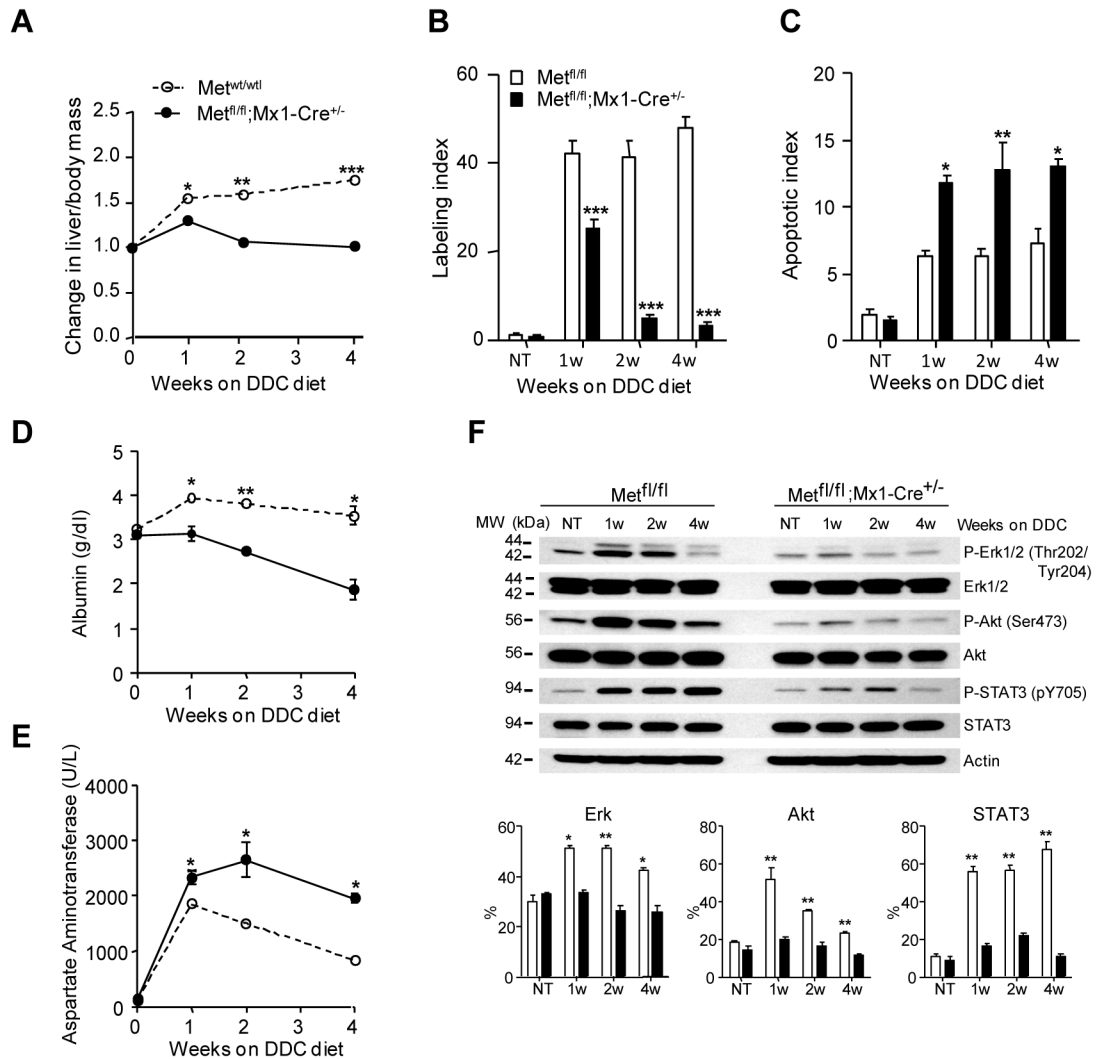 A
Met^wt/wtl
Met^fl/fl;Mx1-Cre^+/-
Change in liver/body mass
2.5
2.0
1.5
1.0
0.5
0.0
*
**
***
0 1 2 3 4
Weeks on DDC diet
B
Met^fl/fl
Met^fl/fl;Mx1-Cre^+/-
Labeling index
60
40
20
0
***
***
***
NT 1w 2w 4w
Weeks on DDC diet
C
Apoptotic index
20
15
10
5
0
*
**
*
NT 1w 2w 4w
Weeks on DDC diet
D
Albumin (g/dl)
5
4
3
2
1
0
*
**
*
0 1 2 3 4
Weeks on DDC diet
E
Aspartate Aminotransferase (U/L)
4000
3000
2000
1000
0
*
*
*
0 1 2 3 4
Weeks on DDC diet
F
Met^fl/fl
Met^fl/fl;Mx1-Cre^+/-
MW (kDa) NT 1w 2w 4w NT 1w 2w 4w Weeks on DDC
44
42
P-Erk1/2 (Thr202/
Tyr204)
44
42
Erk1/2
56 P-Akt (Ser473)
56 Akt
94 P-STAT3 (pY705)
94 STAT3
42 Actin
Erk
%
60
40
20
0
* ** *
NT 1w 2w 4w
Akt
%
80
60
40
20
0
** ** **
NT 1w 2w 4w
STAT3
%
80
60
40
20
0
** ** **
NT 1w 2w 4w